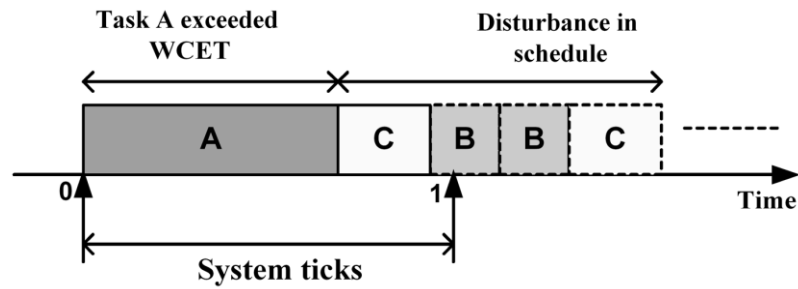 Task A exceeded
WCET
Disturbance in
schedule
A
C
B
B
C
0
1
Time
System ticks